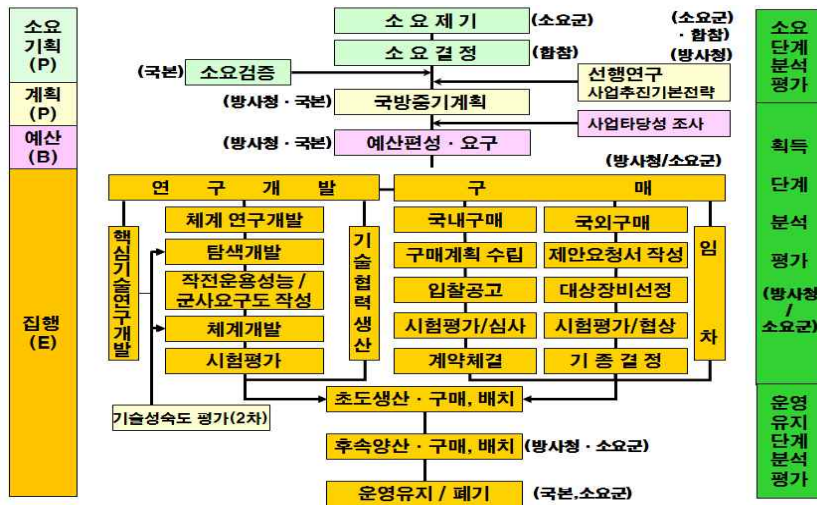 소요
기획
(P)
계획
(P)
예산
(B)
집행
(E)
소 요 제 기
(소요군)
소 요 결 정
(합참)
(소요군)
· 합참)
(방사청)
(국본)
소요검증
선행연구
사업추진기본전략
(방사청 · 국본)
국방중기계획
사업타당성 조사
(방사청 · 국본)
예산편성 · 요구
(방사청/소요군)
연 구 개 발
구 매
핵심기술연구개발
체계 연구개발
탐색개발
작전운용성능 /
군사요구도 작성
체계개발
시험평가
기술협력생산
국내구매
구매계획 수립
입찰공고
시험평가/심사
계약체결
국외구매
제안요청서 작성
대상장비선정
시험평가/협상
기 종 결 정
임 차
기술성숙도 평가(2차)
초도생산 · 구매, 배치
후속양산 · 구매, 배치
(방사청 · 소요군)
운영유지 / 폐기
(국본,소요군)
소요
단계
분석
평가
획득
단계
분석
평가
(방사청
/
소요군)
운영
유지
단계
분석
평가